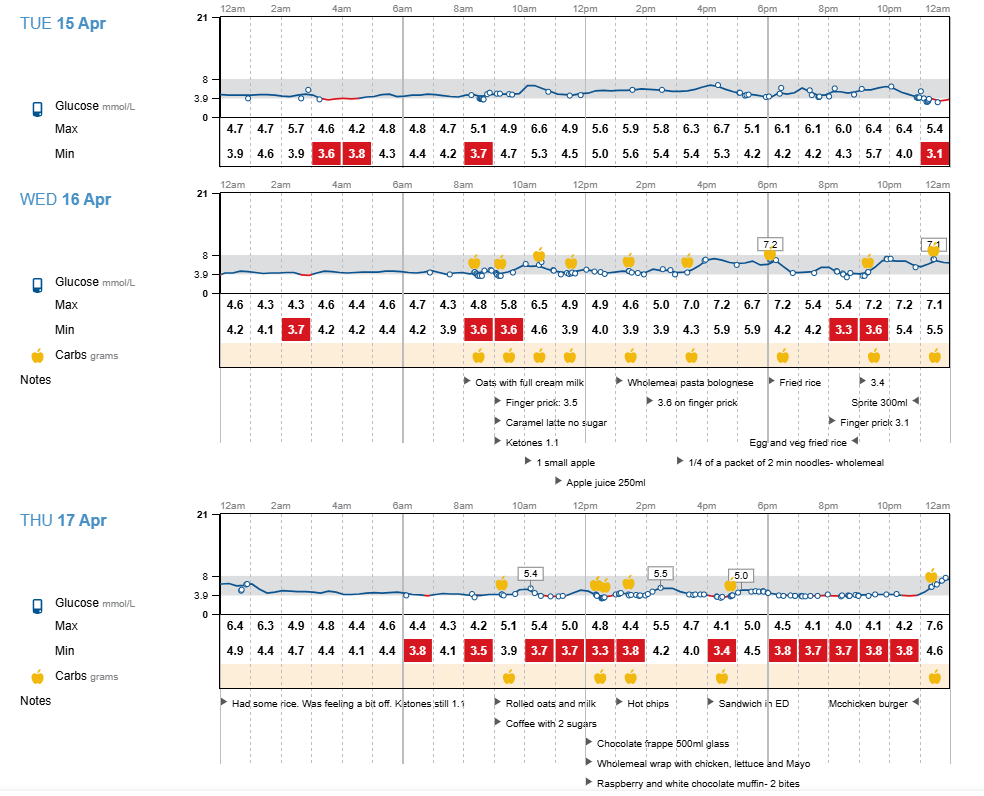 12am 2am 4am 6am 8am 10am 12pm 2pm 4pm 6pm 8pm 10pm 12am
TUE 15 Apr
21
8
3.9
0
Glucose mmol/L
Max 4.7 4.7 5.7 4.6 4.2 4.8 4.8 4.7 5.1 4.9 6.6 4.9 5.6 5.9 5.8 6.3 6.7 5.1 6.1 6.1 6.0 6.4 6.4 5.4
Min 3.9 4.6 3.9 3.6 3.8 4.3 4.4 4.2 3.7 4.7 5.3 4.5 5.0 5.6 5.4 5.4 5.3 4.2 4.2 4.2 4.3 5.7 4.0 3.1
12am 2am 4am 6am 8am 10am 12pm 2pm 4pm 6pm 8pm 10pm 12am
WED 16 Apr
21
7.2 7.1
8
3.9
0
Glucose mmol/L
Max 4.6 4.3 4.3 4.6 4.4 4.6 4.7 4.3 4.8 5.8 6.5 4.9 4.9 4.6 5.0 7.0 7.2 6.7 7.2 5.4 5.4 7.2 7.2 7.1
Min 4.2 4.1 3.7 4.2 4.2 4.4 4.2 3.9 3.6 3.6 4.6 3.9 4.0 3.9 3.9 4.3 5.9 5.9 4.2 4.2 3.3 3.6 5.4 5.5
Carbs grams
Notes
Oats with full cream milk Wholemeal pasta bolognese Fried rice 3.4
Finger prick: 3.5 3.6 on finger prick Sprite 300ml
Caramel latte no sugar Finger prick 3.1
Ketones 1.1 Egg and veg fried rice
1 small apple 1/4 of a packet of 2 min noodles- wholemeal
Apple juice 250ml
12am 2am 4am 6am 8am 10am 12pm 2pm 4pm 6pm 8pm 10pm 12am
THU 17 Apr
21
5.4 5.5 5.0
8
3.9
0
Glucose mmol/L
Max 6.4 6.3 4.9 4.8 4.4 4.6 4.4 4.3 4.2 5.1 5.4 5.0 4.8 4.4 5.5 4.7 4.1 5.0 4.5 4.1 4.0 4.1 4.2 7.6
Min 4.9 4.4 4.7 4.4 4.1 4.4 3.8 4.1 3.5 3.9 3.7 3.7 3.3 3.8 4.2 4.0 3.4 4.5 3.8 3.7 3.7 3.8 3.8 4.6
Carbs grams
Notes
Had some rice. Was feeling a bit off. Ketones still 1.1 Rolled oats and milk Hot chips Sandwich in ED Mcchicken burger
Coffee with 2 sugars
Chocolate frappe 500ml glass
Wholemeal wrap with chicken, lettuce and Mayo
Raspberry and white chocolate muffin- 2 bites